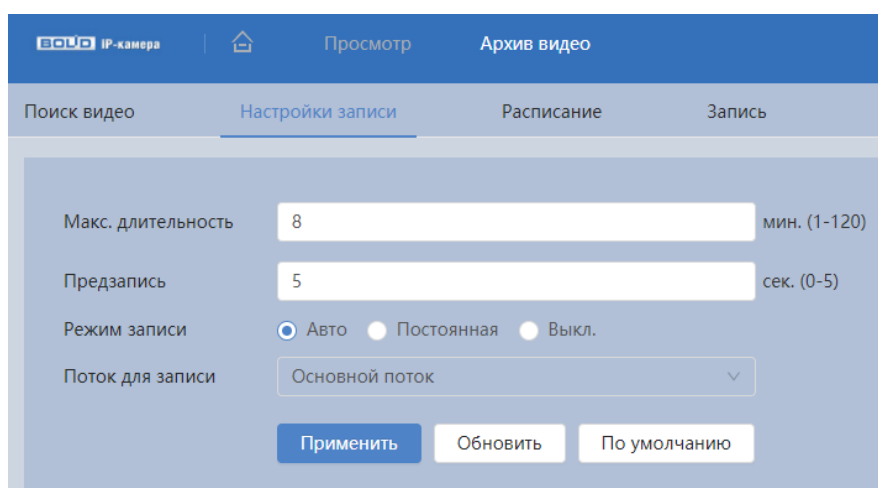 BOLID IP-камера Просмотр Архив видео
Поиск видео Настройки записи Расписание Запись
Макс. длительность 8 мин. (1-120)
Предзапись 5 сек. (0-5)
Режим записи Авто Постоянная Выкл.
Поток для записи Основной поток
Применить Обновить По умолчанию